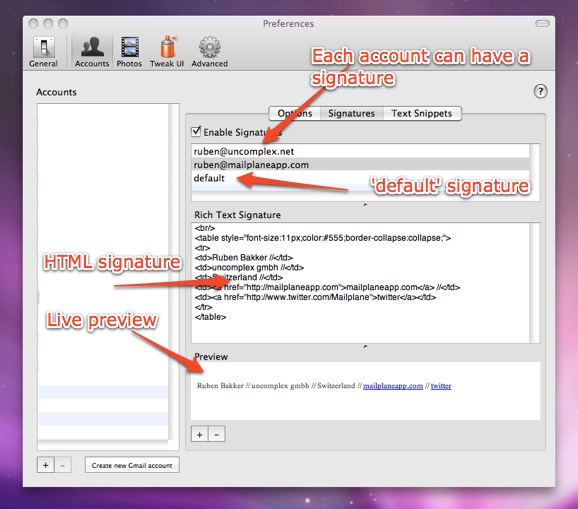 Preferences
General Accounts Photos Tweak UI Advanced
Each account can have a
signature
Accounts
?
Options Signatures Text Snippets
Enable Signatures
ruben@uncomplex.net
ruben@mailplaneapp.com
default
'default' signature
Rich Text Signature
<br/>
<table style="font-size:11px;color:#555;border-collapse:collapse;">
<tr>
<td>Ruben Bakker //</td>
<td>uncomplex gmbh //</td>
<td>Switzerland //</td>
<td><a href="http://mailplaneapp.com">mailplaneapp.com</a> //</td>
<td><a href="http://www.twitter.com/Mailplane">twitter</a></td>
</tr>
</table>
HTML signature
Live preview
Preview
Ruben Bakker // uncomplex gmbh // Switzerland // mailplaneapp.com // twitter
+ −
+ −
Create new Gmail account